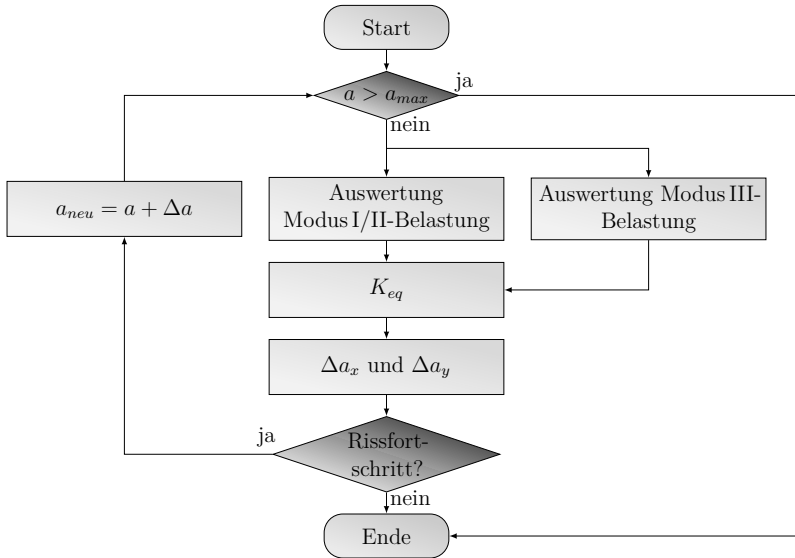 Start
a > a_max
ja
nein
a_neu = a + Δa
Auswertung
Modus I/II-Belastung
Auswertung Modus III-
Belastung
K_eq
Δa_x und Δa_y
ja
Rissfort-
schritt?
nein
Ende